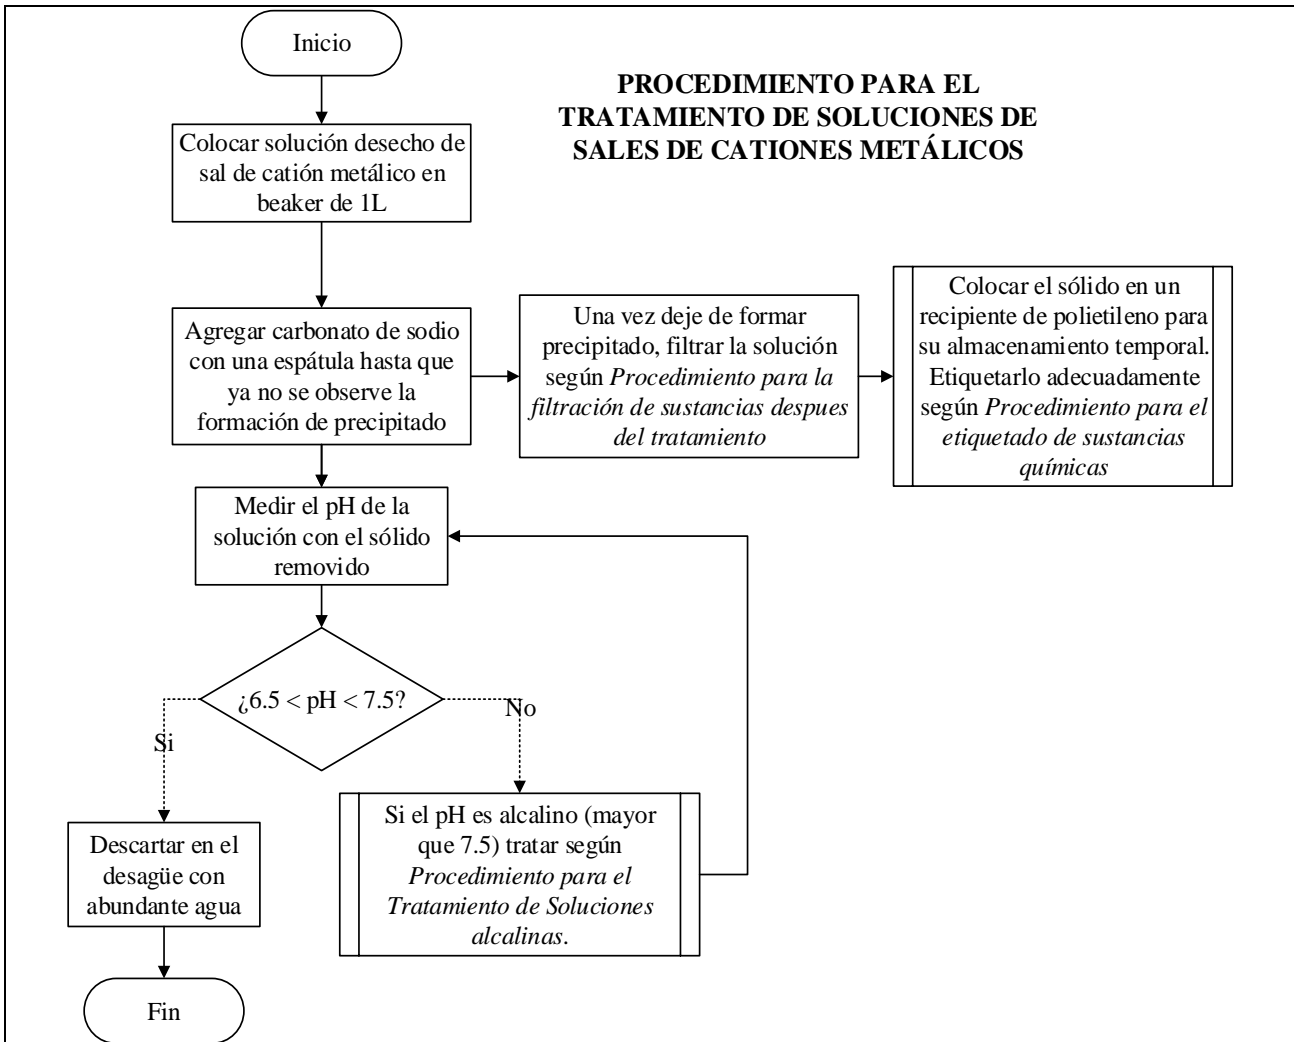 Inicio
PROCEDIMIENTO PARA EL
TRATAMIENTO DE SOLUCIONES DE
SALES DE CATIONES METÁLICOS
Colocar solución desecho de
sal de catión metálico en
beaker de 1L
Agregar carbonato de sodio
con una espátula hasta que
ya no se observe la
formación de precipitado
Una vez deje de formar
precipitado, filtrar la solución
según Procedimiento para la
filtración de sustancias despues
del tratamiento
Colocar el sólido en un
recipiente de polietileno para
su almacenamiento temporal.
Etiquetarlo adecuadamente
según Procedimiento para el
etiquetado de sustancias
químicas
Medir el pH de la
solución con el sólido
removido
¿6.5 < pH < 7.5?
Si
No
Descartar en el
desagüe con
abundante agua
Si el pH es alcalino (mayor
que 7.5) tratar según
Procedimiento para el
Tratamiento de Soluciones
alcalinas.
Fin